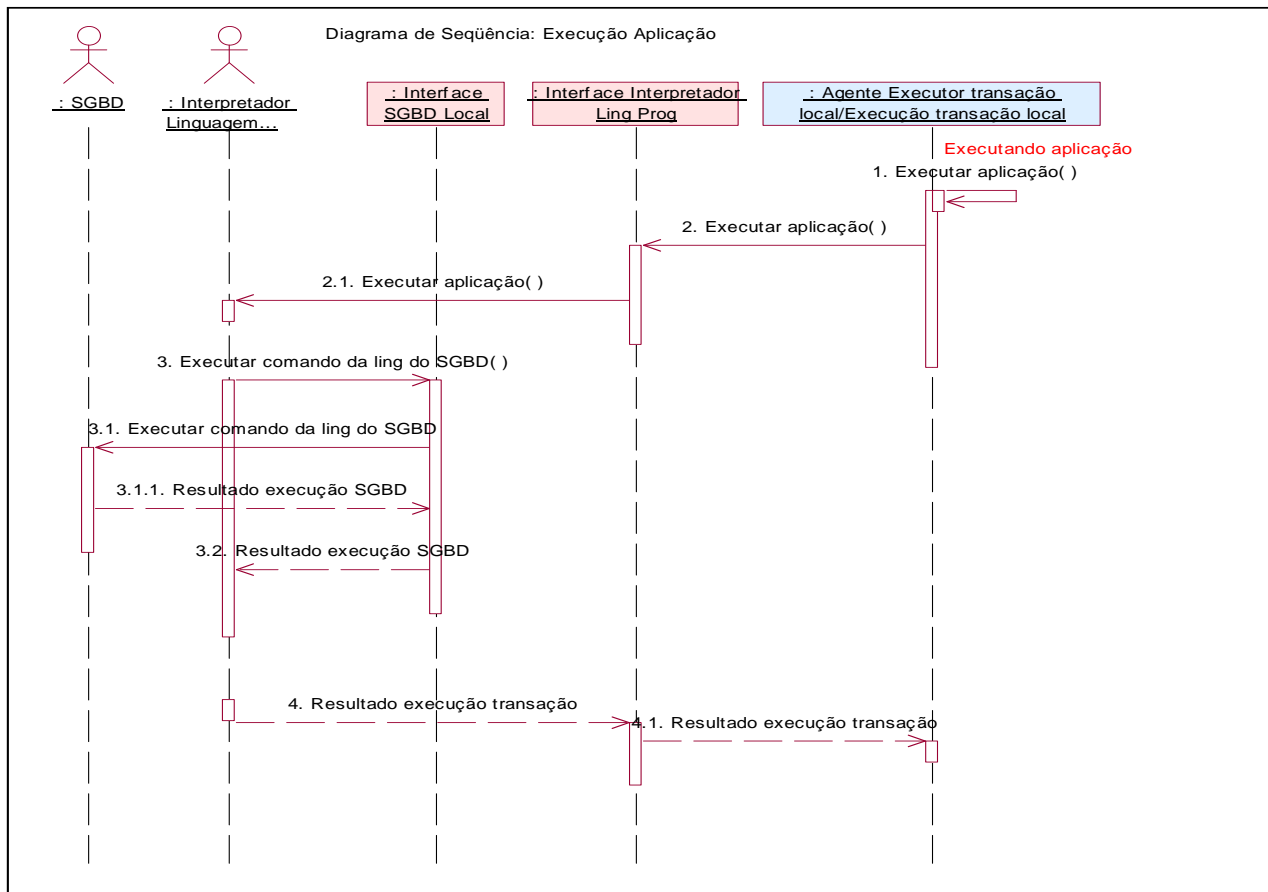 Diagrama de Seqüência: Execução Aplicação
: SGBD
: Interpretador
Linguagem...
: Interface
SGBD Local
: Interface Interpretador
Ling Prog
: Agente Executor transação
local/Execução transação local
Executando aplicação
1. Executar aplicação( )
2. Executar aplicação( )
2.1. Executar aplicação( )
3. Executar comando da ling do SGBD( )
3.1. Executar comando da ling do SGBD
3.1.1. Resultado execução SGBD
3.2. Resultado execução SGBD
4. Resultado execução transação
4.1. Resultado execução transação